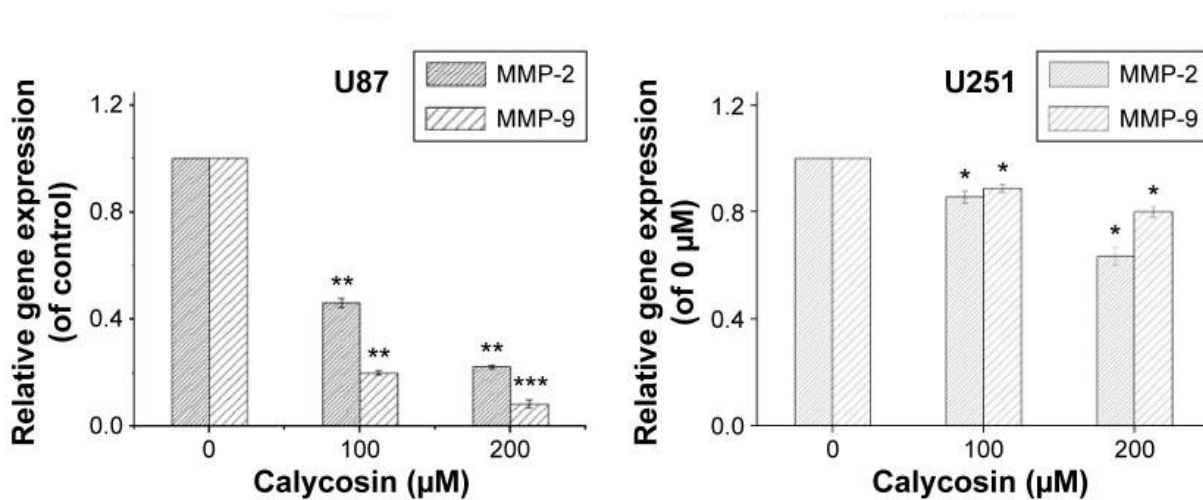 U87
MMP-2
MMP-9
Relative gene expression
(of control)
1.2
0.8
0.4
0.0
**
**
**
***
0
100
200
Calycosin (µM)
U251
MMP-2
MMP-9
Relative gene expression
(of 0 µM)
1.2
0.8
0.4
0.0
*
*
*
*
0
100
200
Calycosin (µM)